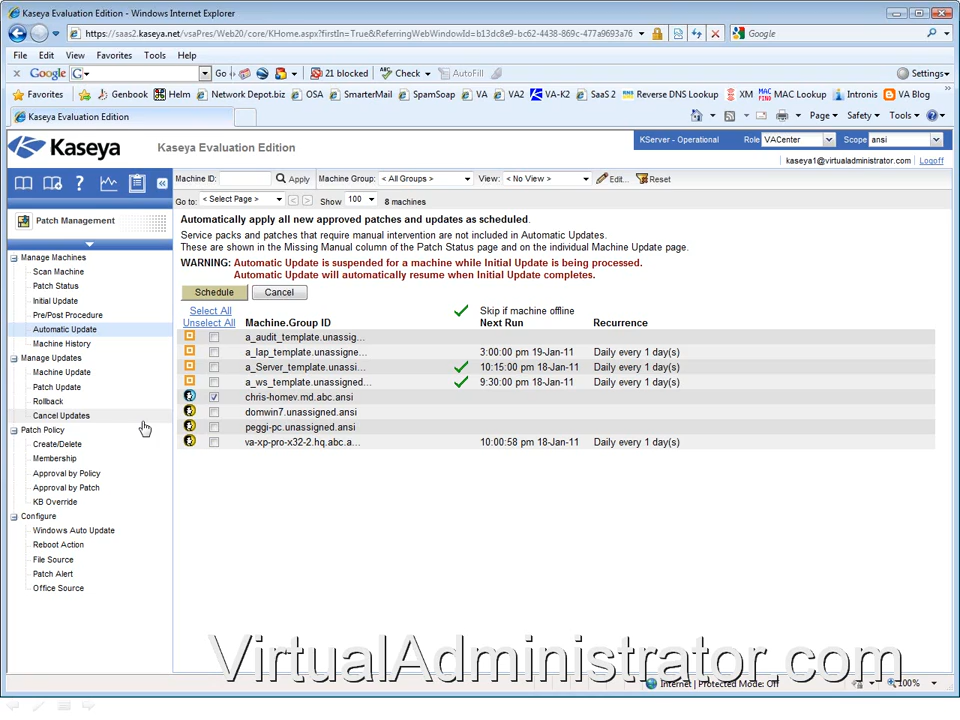 Kaseya Evaluation Edition - Windows Internet Explorer
https://saas2.kaseya.net/vsaPres/Web20/core/KHome.aspx?firstIn=True&ReferringWebWindowId=b13dc8e9-bc62-4438-869c-477a9693a76
Google
File Edit View Favorites Tools Help
x Google G Go 21 blocked Check AutoFill Settings
Favorites Genbook Helm Network Depot.biz OSA SmarterMail SpamSoap VA VA2 VA-K2 SaaS 2 Reverse DNS Lookup XM MAC Lookup Intronis VA Blog
Kaseya Evaluation Edition Page Safety Tools
Kaseya Kaseya Evaluation Edition KServer - Operational Role VACenter Scope ansi
kaseya1@virtualadministrator.com Logoff
Machine ID: Apply Machine Group: < All Groups > View: < No View > Edit... Reset
Go to: < Select Page > Show 100 8 machines
Patch Management
Manage Machines
Scan Machine
Patch Status
Initial Update
Pre/Post Procedure
Automatic Update
Machine History
Manage Updates
Machine Update
Patch Update
Rollback
Cancel Updates
Patch Policy
Create/Delete
Membership
Approval by Policy
Approval by Patch
KB Override
Configure
Windows Auto Update
Reboot Action
File Source
Patch Alert
Office Source
Automatically apply all new approved patches and updates as scheduled.
Service packs and patches that require manual intervention are not included in Automatic Updates.
These are shown in the Missing Manual column of the Patch Status page and on the individual Machine Update page.
WARNING: Automatic Update is suspended for a machine while Initial Update is being processed.
Automatic Update will automatically resume when Initial Update completes.
Schedule Cancel
Select All Skip if machine offline
Unselect All Machine.Group ID Next Run Recurrence
a_audit_template.unassig...
a_lap_template.unassigne... 3:00:00 pm 19-Jan-11 Daily every 1 day(s)
a_Server_template.unassi... 10:15:00 pm 18-Jan-11 Daily every 1 day(s)
a_ws_template.unassigned... 9:30:00 pm 18-Jan-11 Daily every 1 day(s)
chris-homev.md.abc.ansi
domwin7.unassigned.ansi
peggi-pc.unassigned.ansi
va-xp-pro-x32-2.hq.abc.a... 10:00:58 pm 18-Jan-11 Daily every 1 day(s)
VirtualAdministrator.com
Internet | Protected Mode: Off 100%